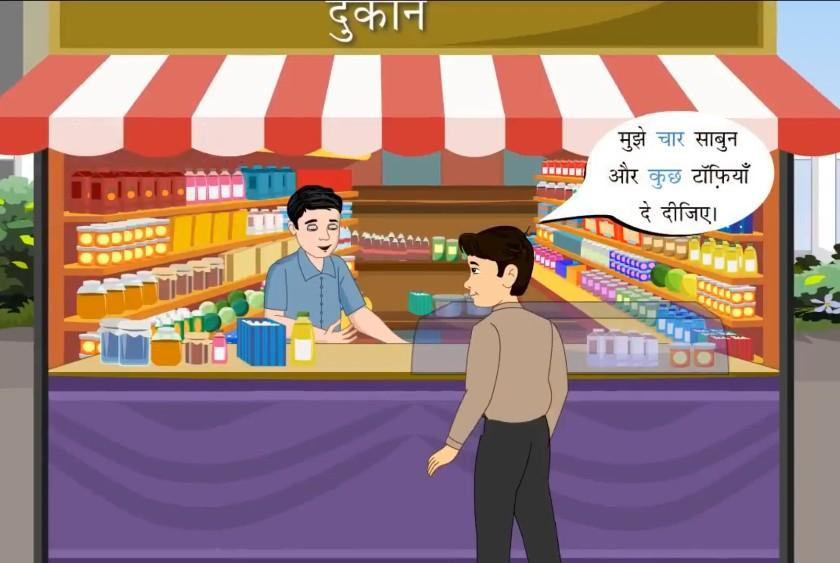 दुकान
मुझे चार साबुन
और कुछ टॉफ़ियाँ
दे दीजिए।